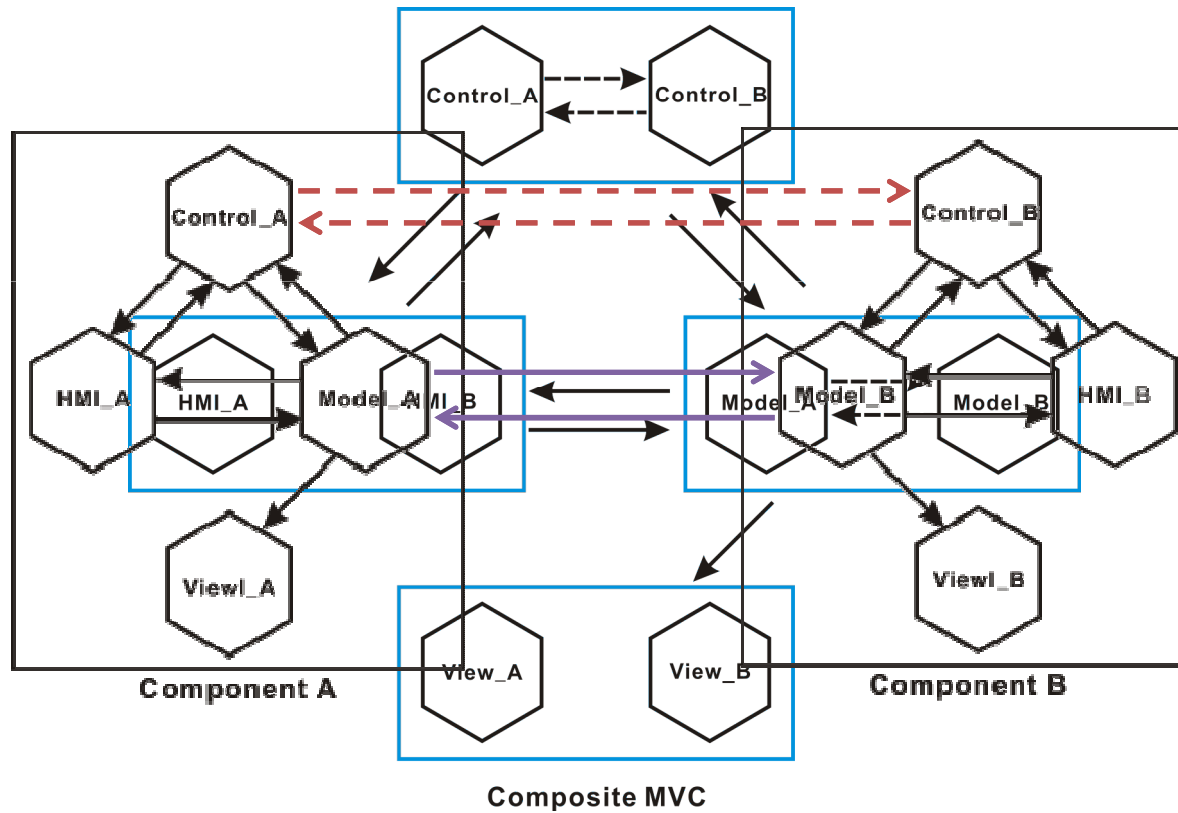 Control_A
Control_B
Control_A
Control_B
HMI_A
HMI_A
Model_A
HMI_B
Model_A
Model_B
Model_B
HMI_B
ViewI_A
ViewI_B
View_A
View_B
Component A
Component B
Composite MVC